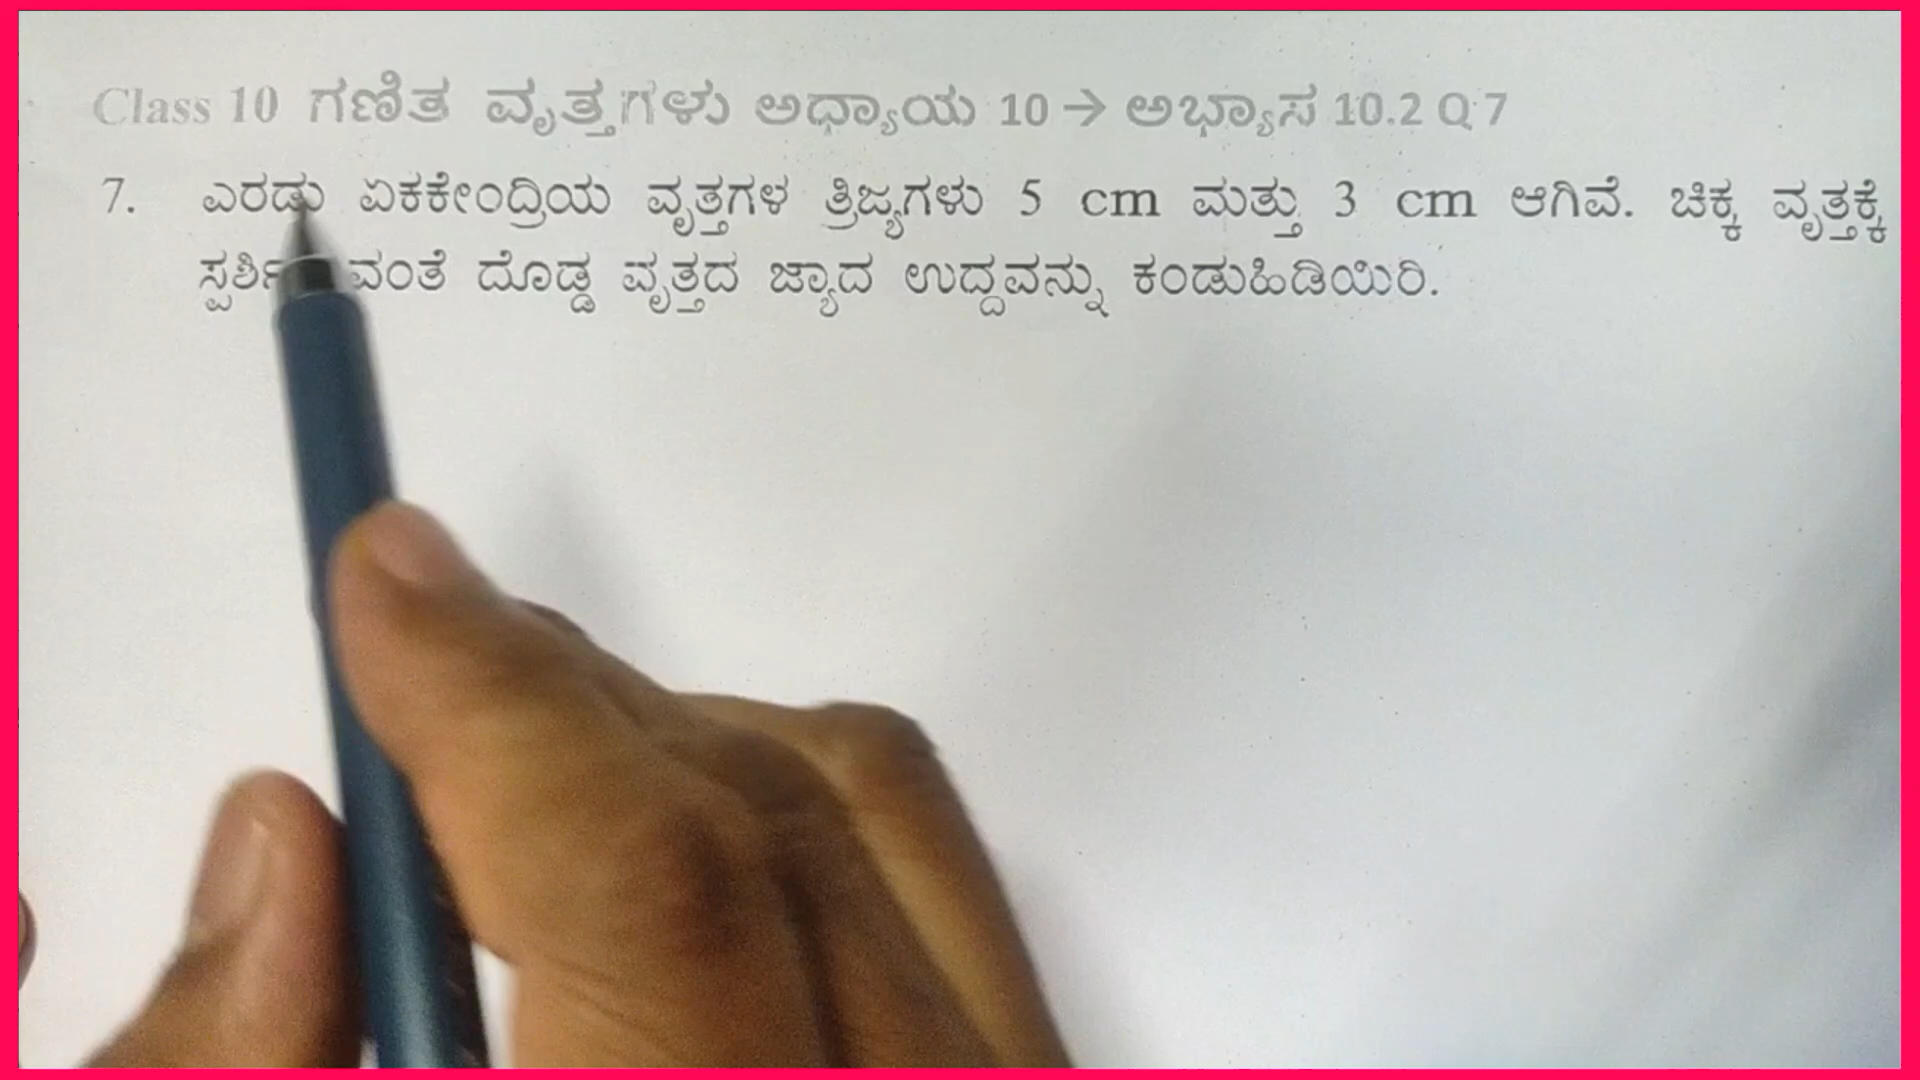 Class 10 ಗಣಿತ ವೃತ್ತಗಳು ಅಧ್ಯಾಯ 10 → ಅಭ್ಯಾಸ 10.2 Q 7
7. ಎರಡು ಏಕಕೇಂದ್ರಿಯ ವೃತ್ತಗಳ ತ್ರಿಜ್ಯಗಳು 5 cm ಮತ್ತು 3 cm ಆಗಿವೆ. ಚಿಕ್ಕ ವೃತ್ತಕ್ಕೆ
ದೊಡ್ಡ ವೃತ್ತದ ಜ್ಯಾದ ಉದ್ದವನ್ನು ಕಂಡುಹಿಡಿಯಿರಿ.